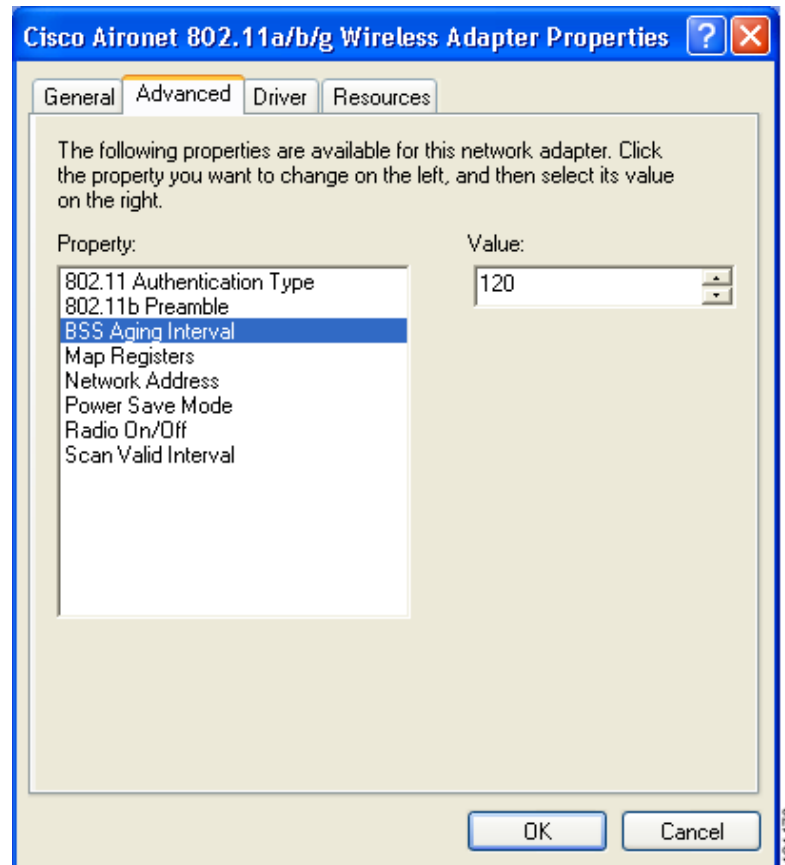 Cisco Aironet 802.11a/b/g Wireless Adapter Properties
General Advanced Driver Resources
The following properties are available for this network adapter. Click
the property you want to change on the left, and then select its value
on the right.
Property: Value:
802.11 Authentication Type 120
802.11b Preamble
BSS Aging Interval
Map Registers
Network Address
Power Save Mode
Radio On/Off
Scan Valid Interval
OK Cancel